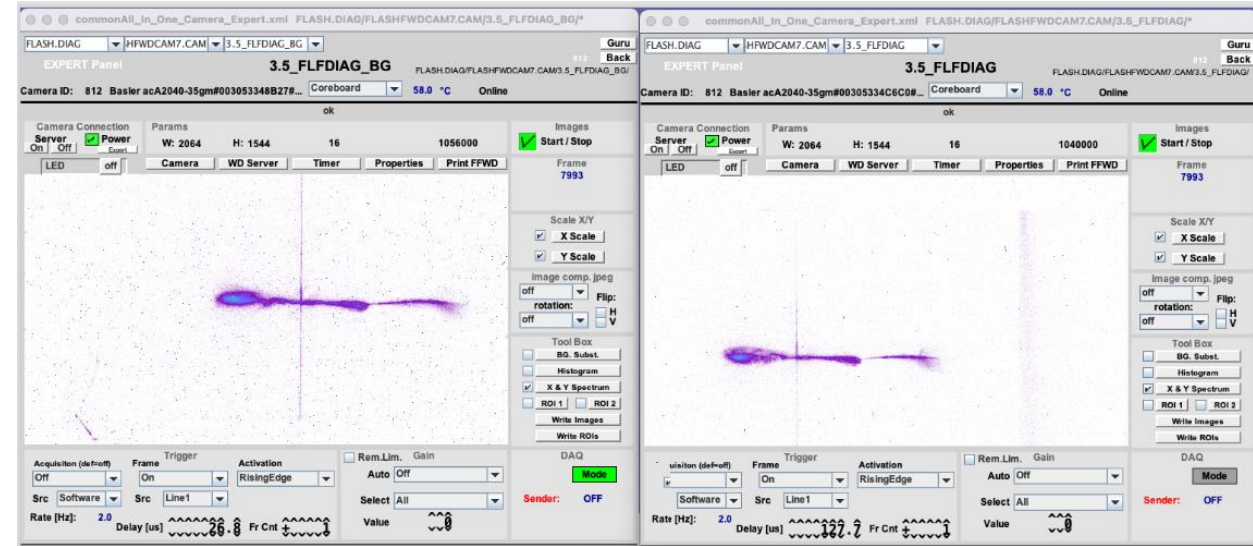 commonAll_In_One_Camera_Expert.xml FLASH.DIAG/FLASHFWDCAM7.CAM/3.5_FLFDIAG_BG/*
FLASH.DIAG HFWDCAM7.CAM 3.5_FLFDIAG_BG Guru
EXPERT Panel 3.5_FLFDIAG_BG FLASH.DIAG/FLASHFWDCAM7.CAM/3.5_FLFDIAG_BG/ 812 Back
Camera ID: 812 Basler acA2040-35gm#003053348B27#... Coreboard 58.0 °C Online
ok
Camera Connection Params Images
Server Power W: 2064 H: 1544 16 1056000 Start / Stop
On Off Expert
LED off Camera WD Server Timer Properties Print FFWD Frame
7993
Scale X/Y
X Scale
Y Scale
image comp. jpeg
off Flip:
rotation: H
off V
Tool Box
BG. Subst.
Histogram
X & Y Spectrum
ROI 1 ROI 2
Write Images
Write ROIs
Trigger Rem.Lim. Gain DAQ
Acquisiton (def=off) Frame Activation
Off On RisingEdge Auto Off Mode
Src Software Src Line1 Select All Sender: OFF
Rate [Hz]: 2.0 Delay [us] 26.8 Fr Cnt + 1 Value 0
commonAll_In_One_Camera_Expert.xml FLASH.DIAG/FLASHFWDCAM7.CAM/3.5_FLFDIAG/*
FLASH.DIAG HFWDCAM7.CAM 3.5_FLFDIAG Guru
EXPERT Panel 3.5_FLFDIAG FLASH.DIAG/FLASHFWDCAM7.CAM/3.5_FLFDIAG/ 812 Back
Camera ID: 812 Basler acA2040-35gm#00305334C6C0#... Coreboard 58.0 °C Online
ok
Camera Connection Params Images
Server Power W: 2064 H: 1544 16 1040000 Start / Stop
On Off Expert
LED off Camera WD Server Timer Properties Print FFWD Frame
7993
Scale X/Y
X Scale
Y Scale
image comp. jpeg
off Flip:
rotation: H
off V
Tool Box
BG. Subst.
Histogram
X & Y Spectrum
ROI 1 ROI 2
Write Images
Write ROIs
Trigger Rem.Lim. Gain DAQ
uisiton (def=off) Frame Activation
On RisingEdge Auto Off Mode
Software Src Line1 Select All Sender: OFF
Rate [Hz]: 2.0 Delay [us] 127.7 Fr Cnt + 1 Value 0